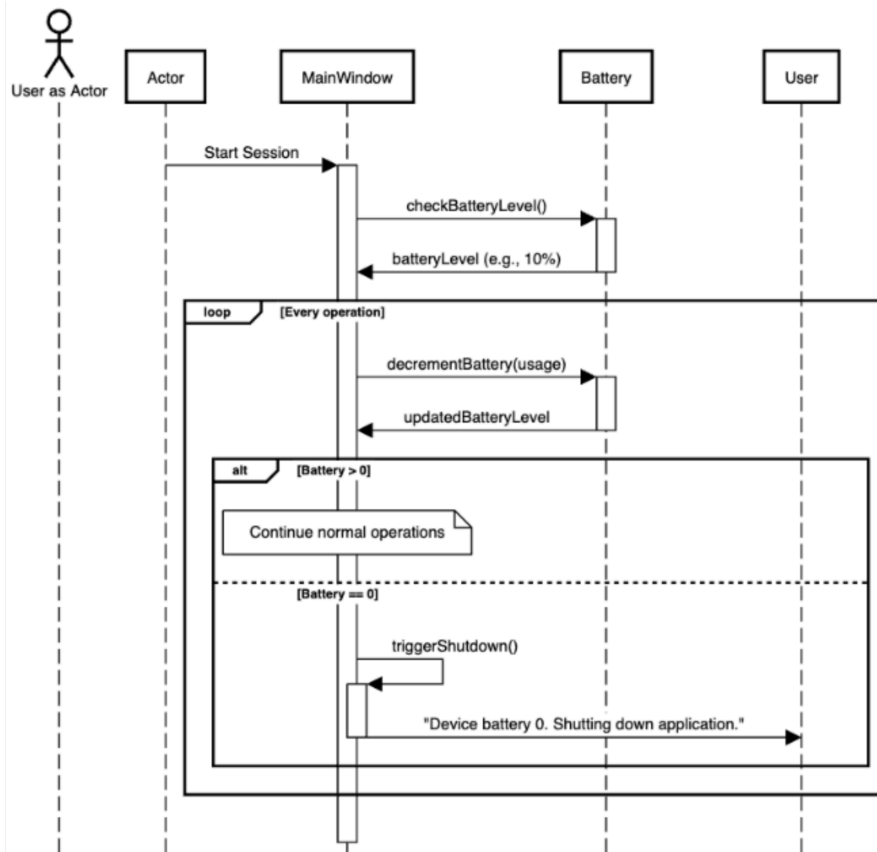 User as Actor
Actor
MainWindow
Battery
User
Start Session
checkBatteryLevel()
batteryLevel (e.g., 10%)
loop
[Every operation]
decrementBattery(usage)
updatedBatteryLevel
alt
[Battery > 0]
Continue normal operations
[Battery == 0]
triggerShutdown()
"Device battery 0. Shutting down application."